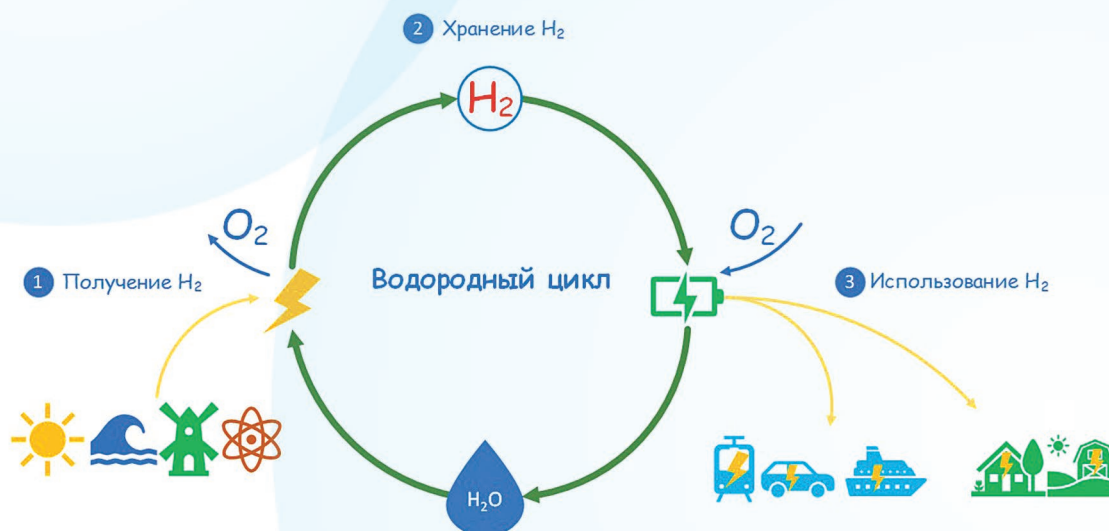 2 Хранение H₂
H₂
O₂
O₂
1 Получение H₂
Водородный цикл
3 Использование H₂
H₂O